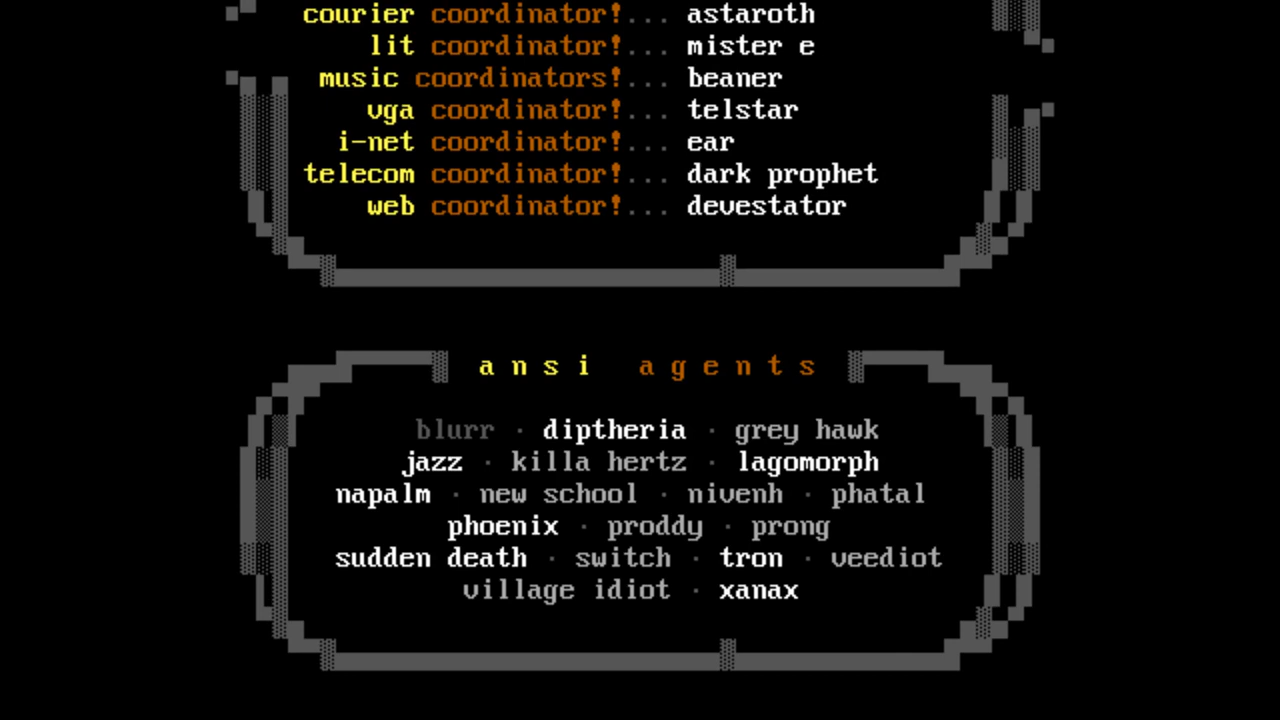 courier coordinator!... astaroth
lit coordinator!... mister e
music coordinators!... beaner
vga coordinator!... telstar
i-net coordinator!... ear
telecom coordinator!... dark prophet
web coordinator!... devestator
ansi agents
blurr · diptheria · grey hawk
jazz · killa hertz · lagomorph
napalm · new school · nivenh · phatal
phoenix · proddy · prong
sudden death · switch · tron · veediot
village idiot · xanax